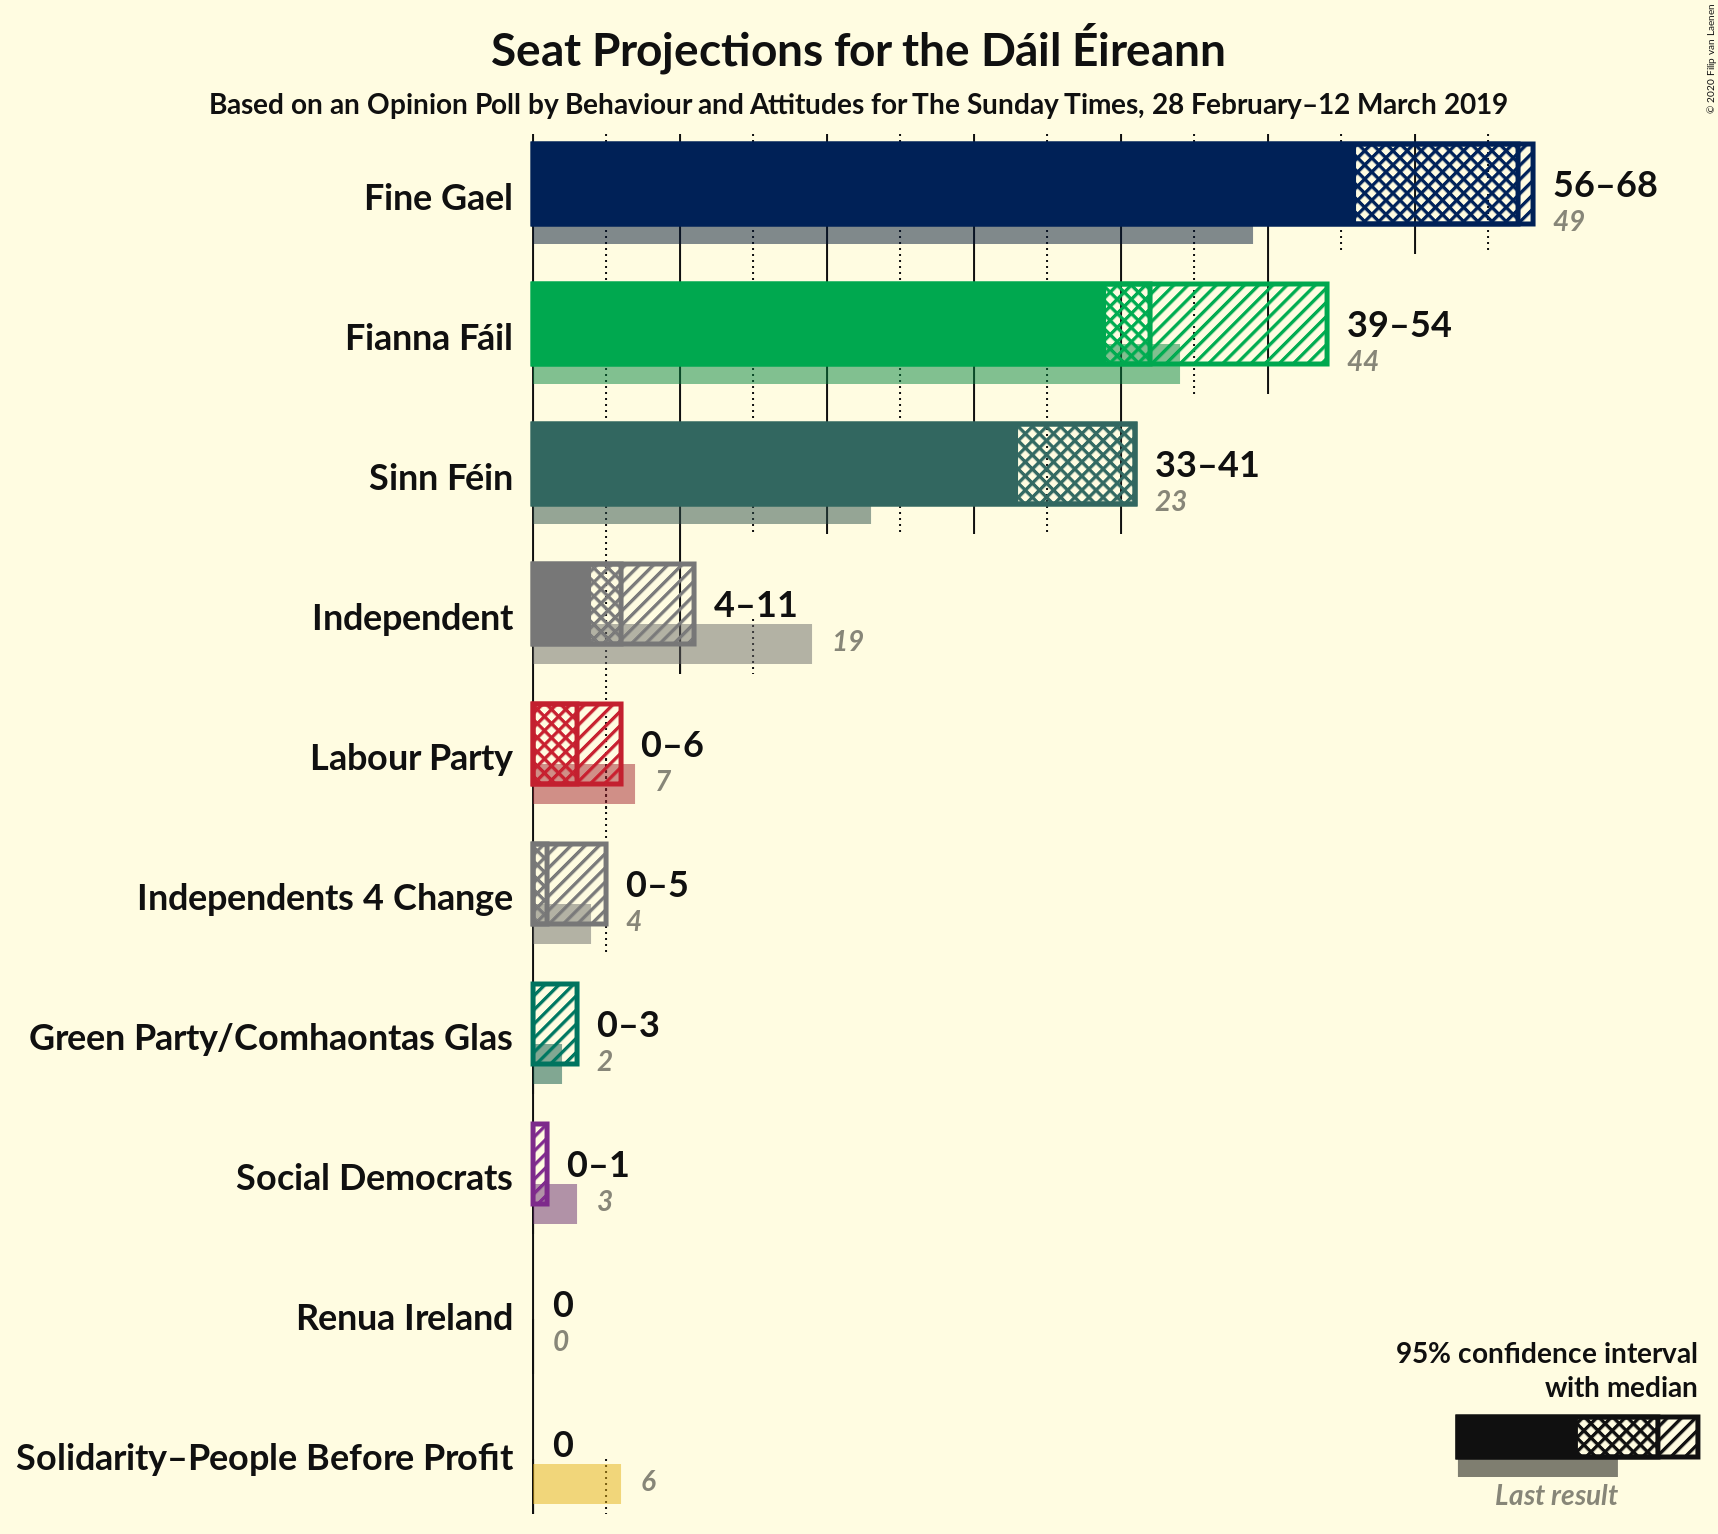 Seat Projections for the Dáil Éireann
Based on an Opinion Poll by Behaviour and Attitudes for The Sunday Times, 28 February–12 March 2019
© 2020 Filip van Laenen
Fine Gael
56–68
49
Fianna Fáil
39–54
44
Sinn Féin
33–41
23
Independent
4–11
19
Labour Party
0–6
7
Independents 4 Change
0–5
4
Green Party/Comhaontas Glas
0–3
2
Social Democrats
0–1
3
Renua Ireland
0
0
Solidarity–People Before Profit
0
6
95% confidence interval
with median
Last result